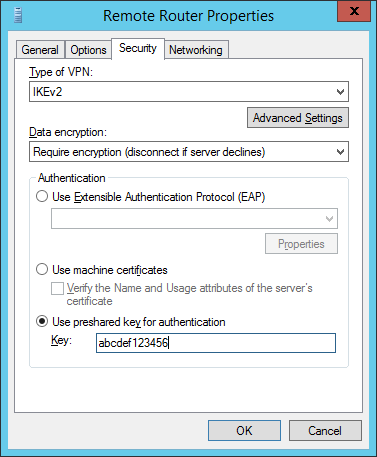 Remote Router Properties
x
General Options Security Networking
Type of VPN:
IKEv2
Advanced Settings
Data encryption:
Require encryption (disconnect if server declines)
Authentication
Use Extensible Authentication Protocol (EAP)
Properties
Use machine certificates
Verify the Name and Usage attributes of the server's
certificate
Use preshared key for authentication
Key: abcdef123456
OK Cancel